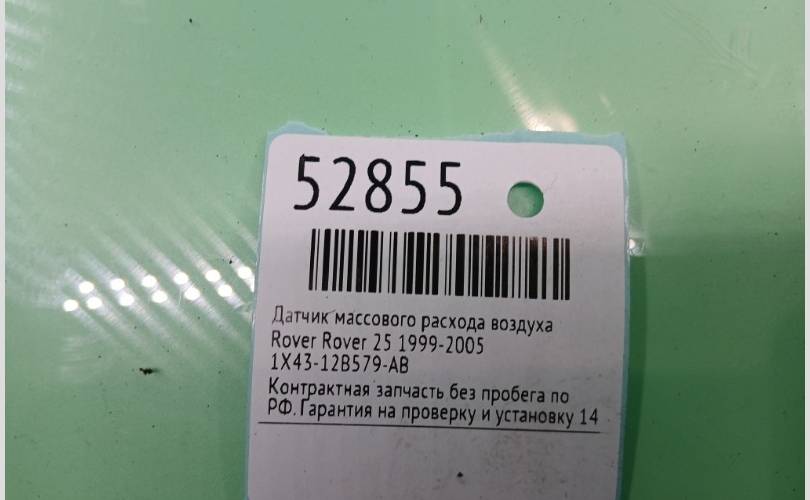 52855
Датчик массового расхода воздуха
Rover Rover 25 1999-2005
1X43-12B579-AB
Контрактная запчасть без пробега по
РФ. Гарантия на проверку и установку 14